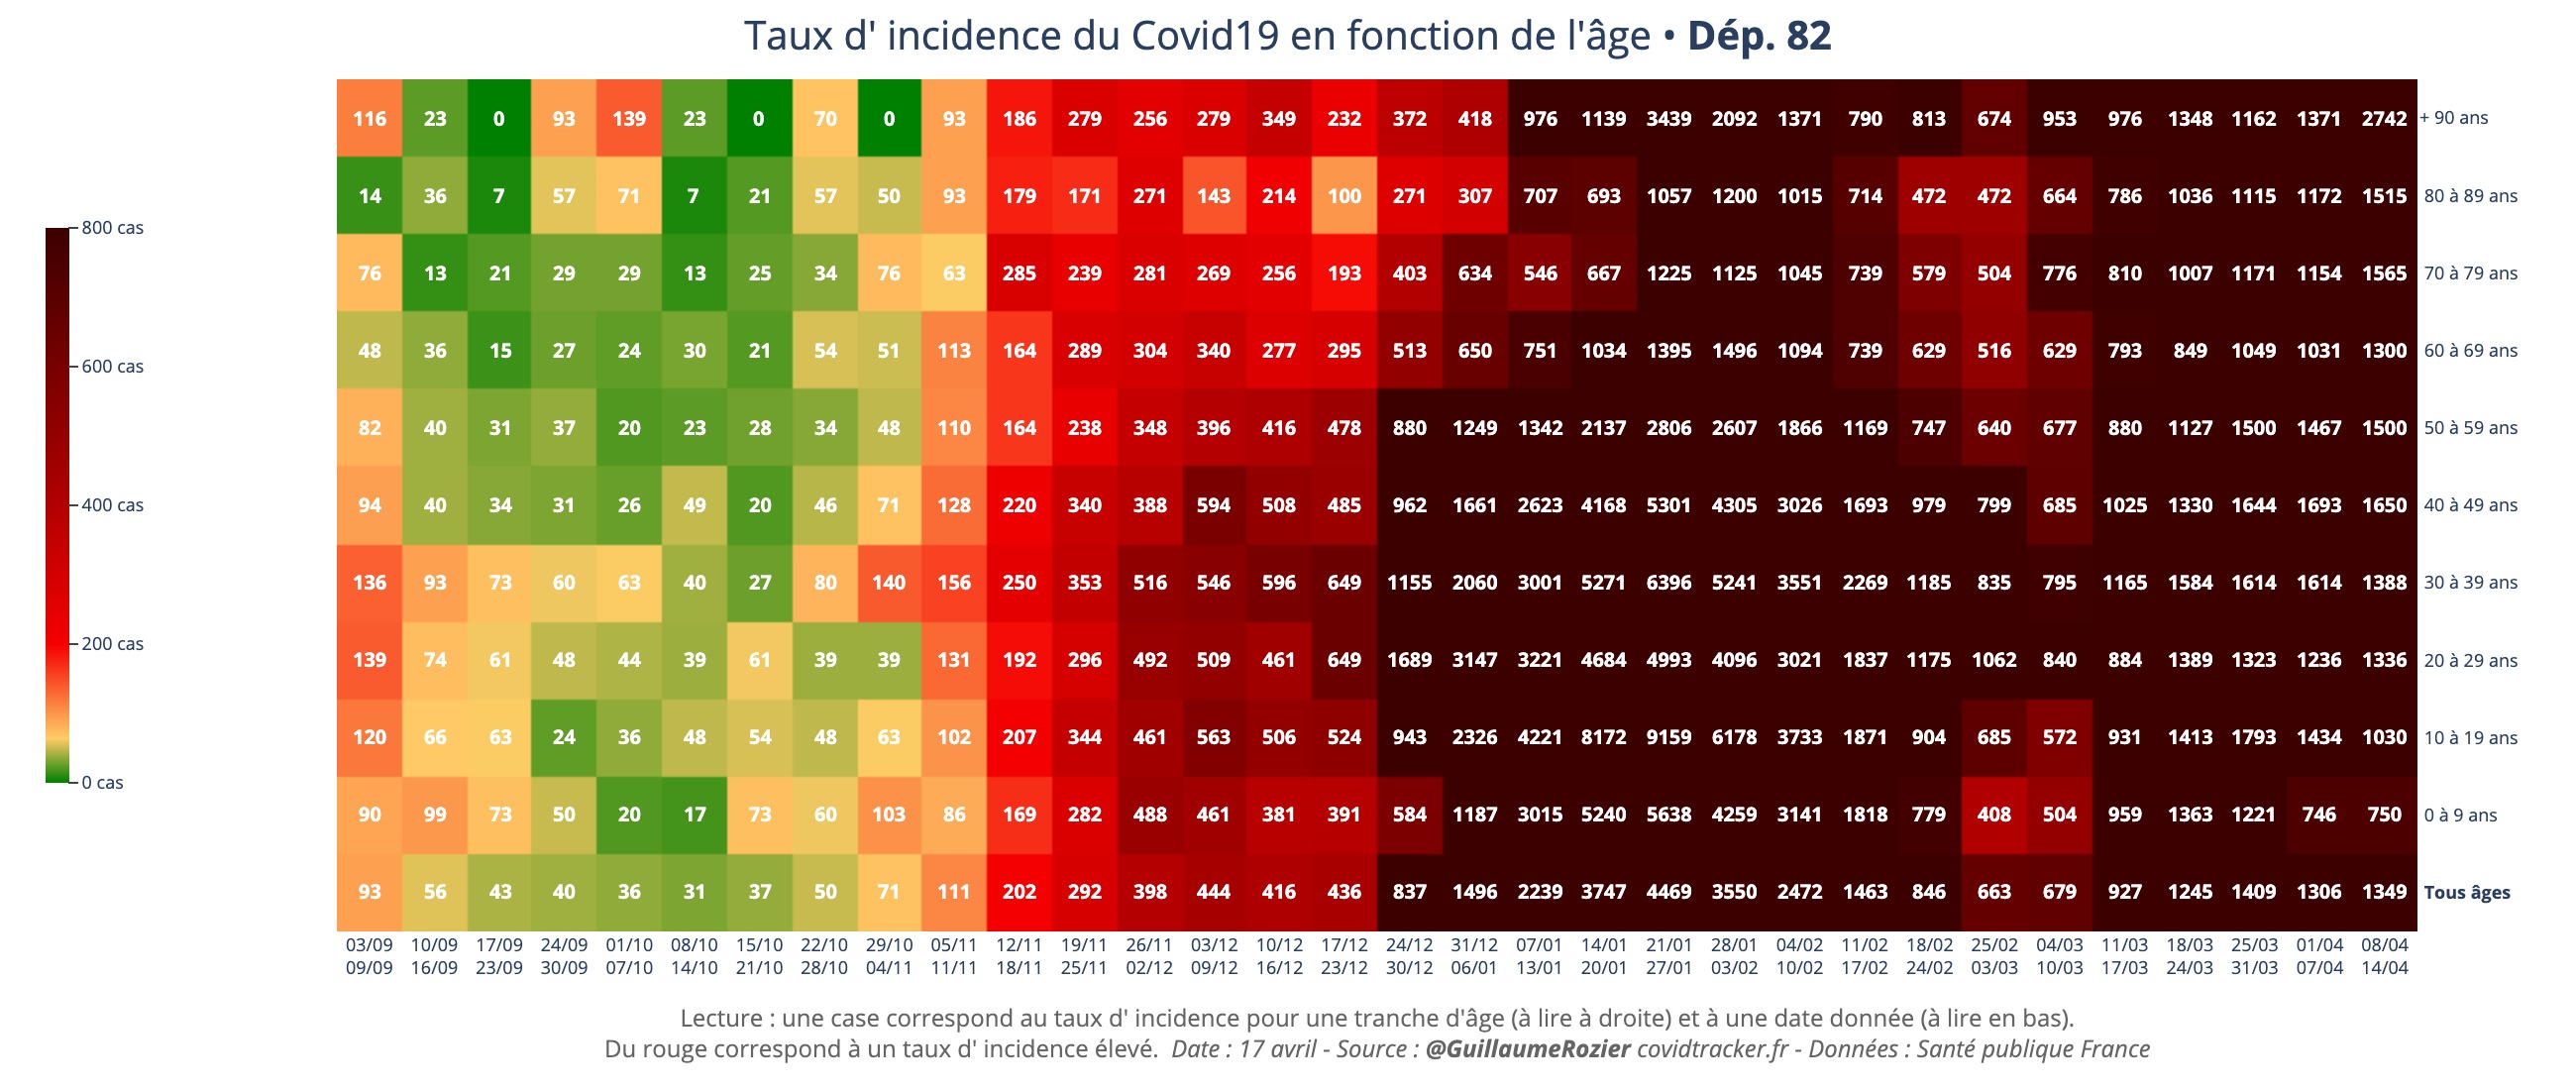 Taux d' incidence du Covid19 en fonction de l'âge • Dép. 82
800 cas
600 cas
400 cas
200 cas
0 cas
116 23 0 93 139 23 0 70 0 93 186 279 256 279 349 232 372 418 976 1139 3439 2092 1371 790 813 674 953 976 1348 1162 1371 2742 + 90 ans
14 36 7 57 71 7 21 57 50 93 179 171 271 143 214 100 271 307 707 693 1057 1200 1015 714 472 472 664 786 1036 1115 1172 1515 80 à 89 ans
76 13 21 29 29 13 25 34 76 63 285 239 281 269 256 193 403 634 546 667 1225 1125 1045 739 579 504 776 810 1007 1171 1154 1565 70 à 79 ans
48 36 15 27 24 30 21 54 51 113 164 289 304 340 277 295 513 650 751 1034 1395 1496 1094 739 629 516 629 793 849 1049 1031 1300 60 à 69 ans
82 40 31 37 20 23 28 34 48 110 164 238 348 396 416 478 880 1249 1342 2137 2806 2607 1866 1169 747 640 677 880 1127 1500 1467 1500 50 à 59 ans
94 40 34 31 26 49 20 46 71 128 220 340 388 594 508 485 962 1661 2623 4168 5301 4305 3026 1693 979 799 685 1025 1330 1644 1693 1650 40 à 49 ans
136 93 73 60 63 40 27 80 140 156 250 353 516 546 596 649 1155 2060 3001 5271 6396 5241 3551 2269 1185 835 795 1165 1584 1614 1614 1388 30 à 39 ans
139 74 61 48 44 39 61 39 39 131 192 296 492 509 461 649 1689 3147 3221 4684 4993 4096 3021 1837 1175 1062 840 884 1389 1323 1236 1336 20 à 29 ans
120 66 63 24 36 48 54 48 63 102 207 344 461 563 506 524 943 2326 4221 8172 9159 6178 3733 1871 904 685 572 931 1413 1793 1434 1030 10 à 19 ans
90 99 73 50 20 17 73 60 103 86 169 282 488 461 381 391 584 1187 3015 5240 5638 4259 3141 1818 779 408 504 959 1363 1221 746 750 0 à 9 ans
93 56 43 40 36 31 37 50 71 111 202 292 398 444 416 436 837 1496 2239 3747 4469 3550 2472 1463 846 663 679 927 1245 1409 1306 1349 Tous âges
03/09 10/09 17/09 24/09 01/10 08/10 15/10 22/10 29/10 05/11 12/11 19/11 26/11 03/12 10/12 17/12 24/12 31/12 07/01 14/01 21/01 28/01 04/02 11/02 18/02 25/02 04/03 11/03 18/03 25/03 01/04 08/04
09/09 16/09 23/09 30/09 07/10 14/10 21/10 28/10 04/11 11/11 18/11 25/11 02/12 09/12 16/12 23/12 30/12 06/01 13/01 20/01 27/01 03/02 10/02 17/02 24/02 03/03 10/03 17/03 24/03 31/03 07/04 14/04
Lecture : une case correspond au taux d' incidence pour une tranche d'âge (à lire à droite) et à une date donnée (à lire en bas).
Du rouge correspond à un taux d' incidence élevé. Date : 17 avril - Source : @GuillaumeRozier covidtracker.fr - Données : Santé publique France